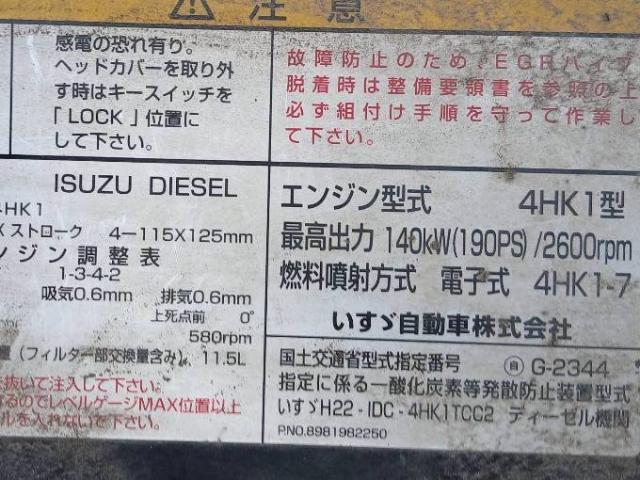 ⚠ 注意
感電の恐れ有り。
ヘッドカバーを取り外
す時はキースイッチを
「LOCK」位置に
して下さい。
故障防止のため、EGRパイプ
脱着時は整備要領書を参照の上
必ず組付け手順を守って作業し
て下さい。
ISUZU DIESEL
4HK1
Xストローク 4-115X125mm
ンジン調整表
1-3-4-2
吸気0.6mm 排気0.6mm
上死点前 0°
580rpm
(フィルター部交換量含み) 11.5L
抜いて注入して下さい。
るのでレベルゲージMAX位置以上
ルを入れないで下さい。
エンジン型式 4HK1型
最高出力 140kW(190PS)/2600rpm
燃料噴射方式 電子式 4HK1-7
いすゞ自動車株式会社
国土交通省型式指定番号 自 G-2344
指定に係る一酸化炭素等発散防止装置型式
いすゞH22-IDC-4HK1TCC2 ディーゼル機関
P.NO.8981982250